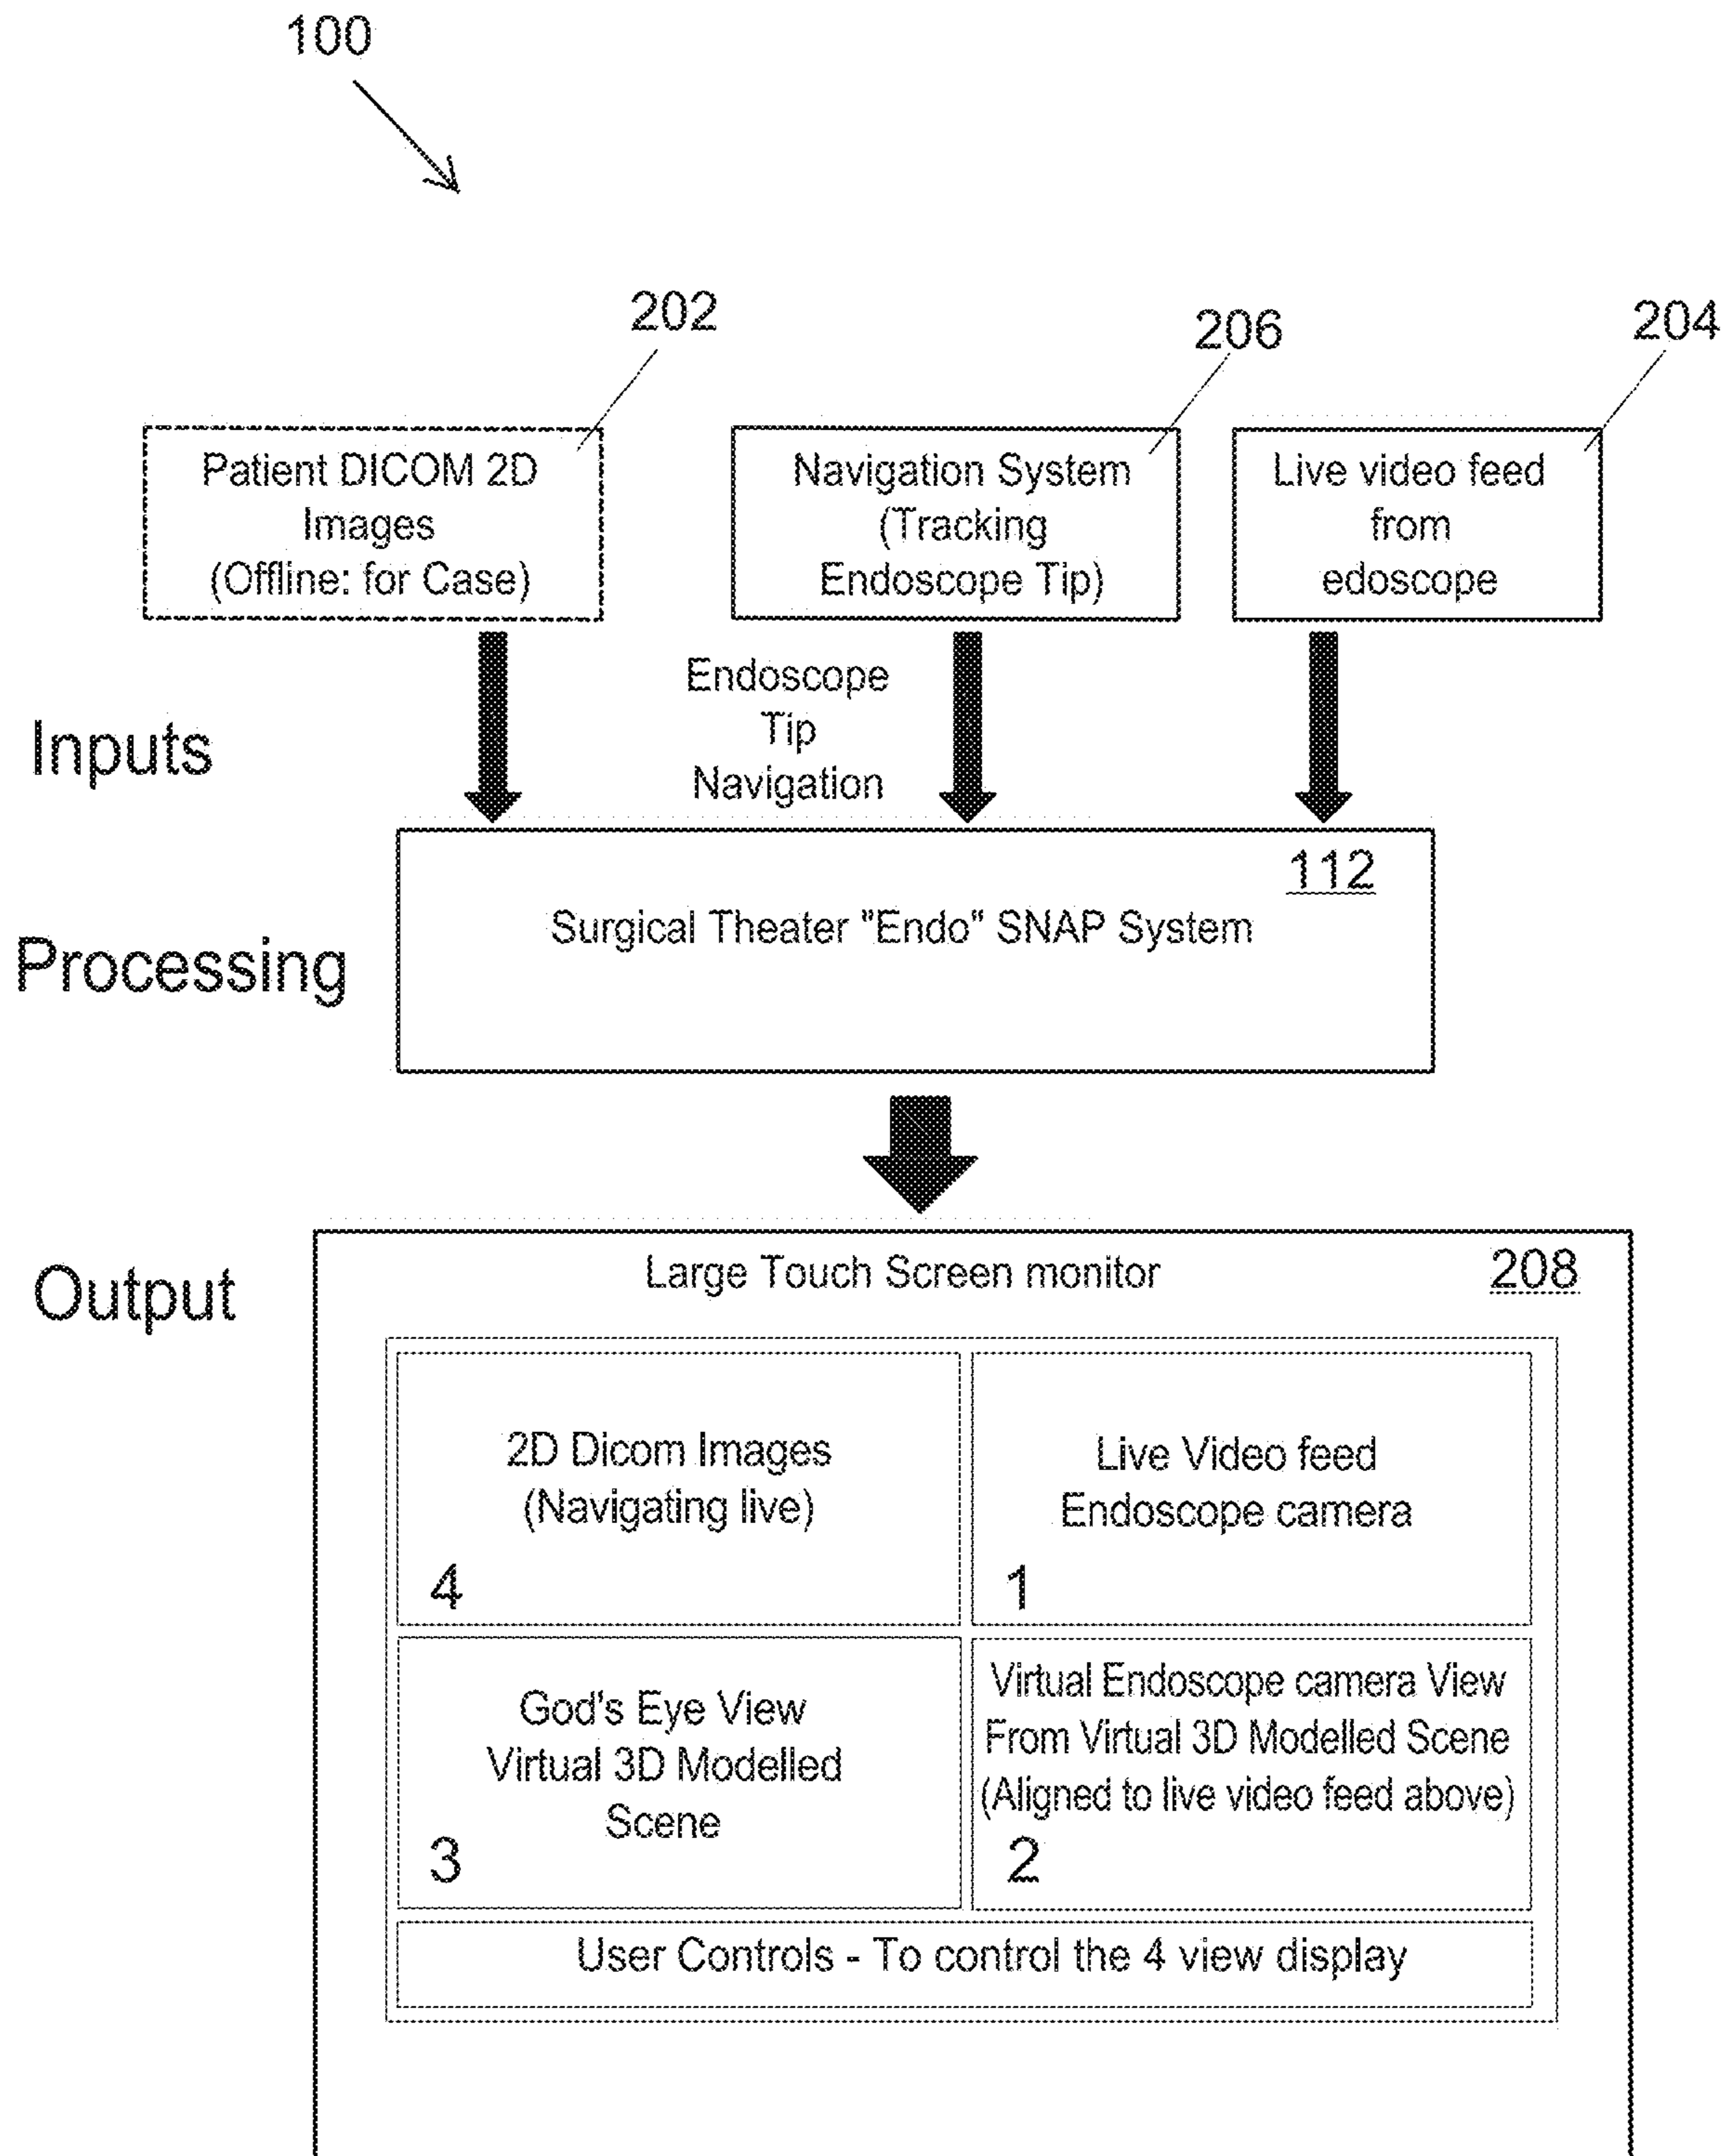 100
202
206
204
Patient DICOM 2D
Images
(Offline: for Case)
Navigation System
(Tracking
Endoscope Tip)
Live video feed
from
edoscope
Inputs
Endoscope
Tip
Navigation
Processing
112
Surgical Theater "Endo" SNAP System
Output
Large Touch Screen monitor
208
2D Dicom Images
(Navigating live)
4
Live Video feed
Endoscope camera
1
God's Eye View
Virtual 3D Modelled
Scene
3
Virtual Endoscope camera View
From Virtual 3D Modelled Scene
(Aligned to live video feed above)
2
User Controls - To control the 4 view display